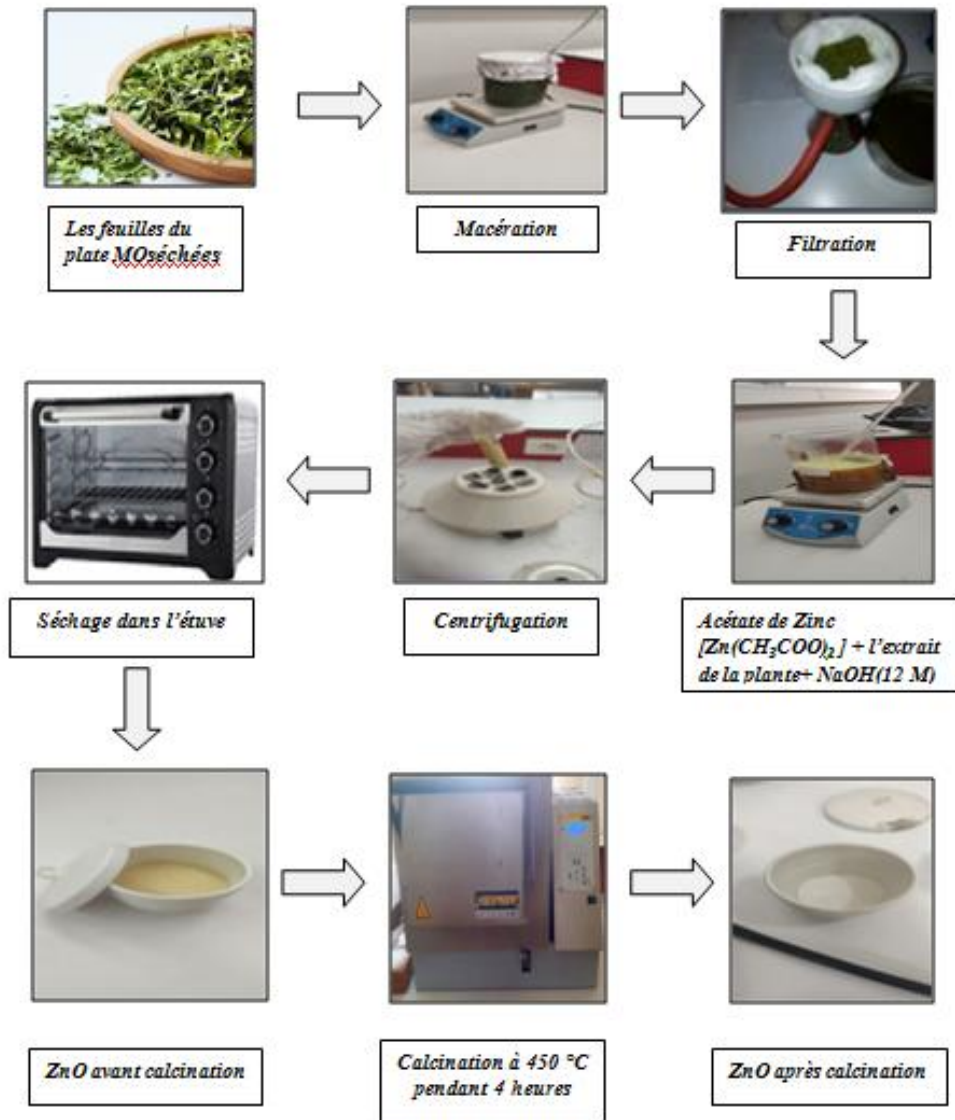 Les feuilles du
plate MOséchées
Macération
Filtration
Séchage dans l’étuve
Centrifugation
Acétate de Zinc
[Zn(CH₃COO)₂ ] + l’extrait
de la plante+ NaOH(12 M)
ZnO avant calcination
Calcination à 450 °C
pendant 4 heures
ZnO après calcination